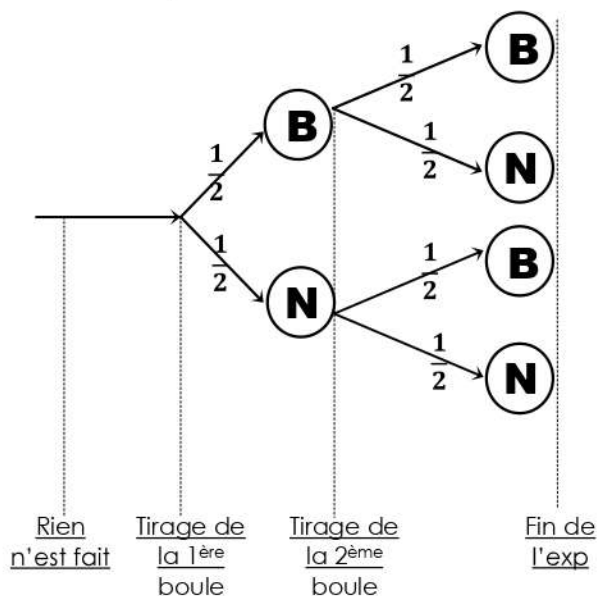 B
1/2
B
1/2
1/2
N
1/2
1/2
B
N
1/2
N
Rien
n'est fait
Tirage de
la 1ère
boule
Tirage de
la 2ème
boule
Fin de
l'exp